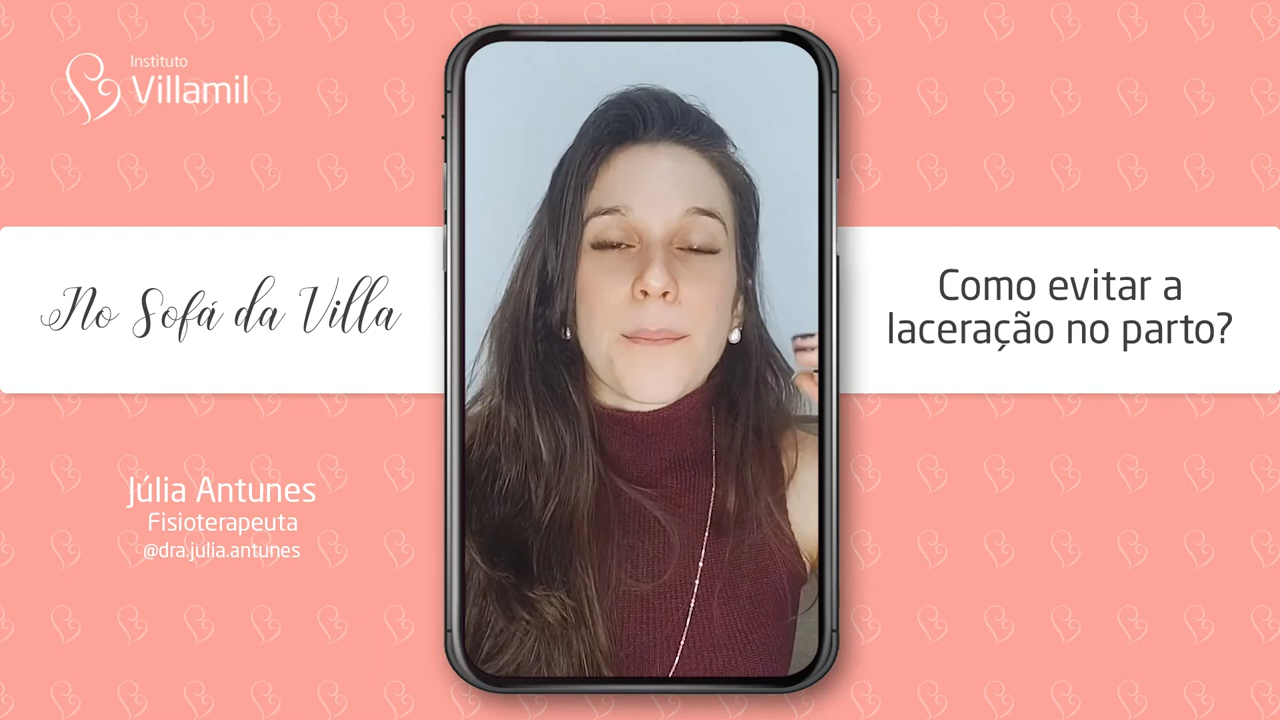 Instituto
Villamil
No Sofá da Villa
Como evitar a
laceração no parto?
Júlia Antunes
Fisioterapeuta
@dra.julia.antunes